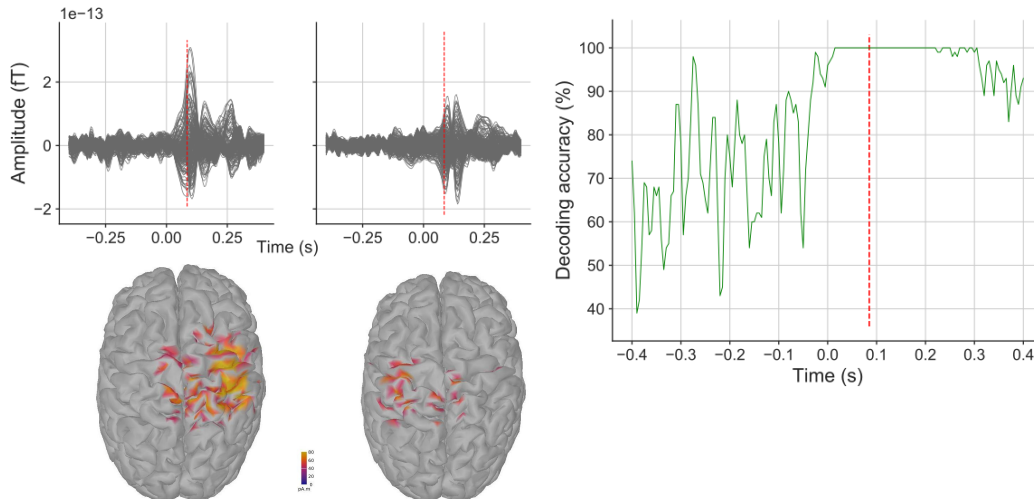 1e−13
Amplitude (fT)
2
0
−2
−0.25 0.00 0.25
−0.25 0.00 0.25
Time (s)
80
60
40
20
0
pA.m
Decoding accuracy (%)
100
90
80
70
60
50
40
−0.4 −0.3 −0.2 −0.1 0.0 0.1 0.2 0.3 0.4
Time (s)